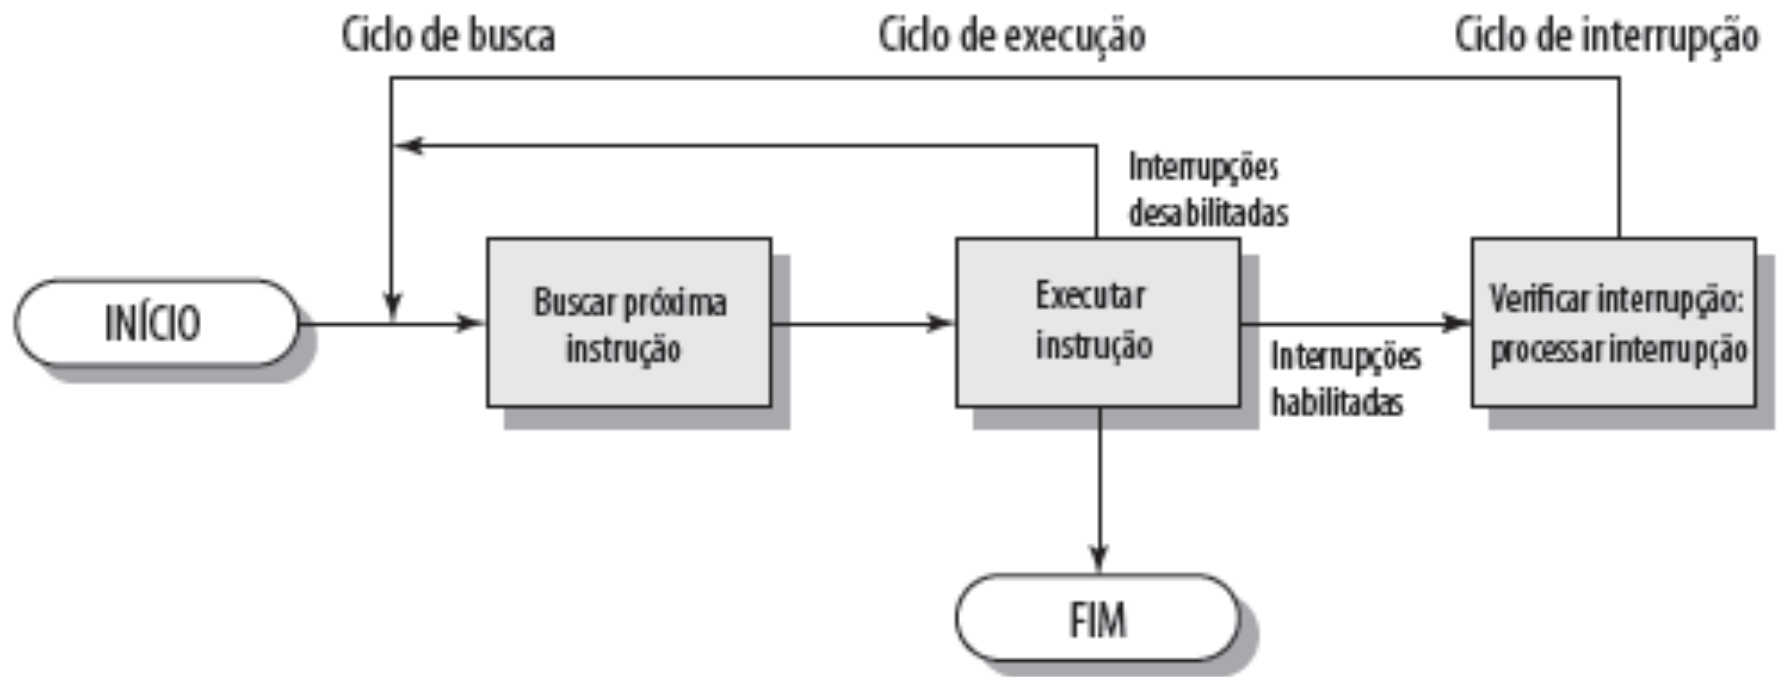 Ciclo de busca
Ciclo de execução
Ciclo de interrupção
Interrupções
desabilitadas
INÍCIO
Buscar próxima
instrução
Executar
instrução
Interrupções
habilitadas
Verificar interrupção:
processar interrupção
FIM